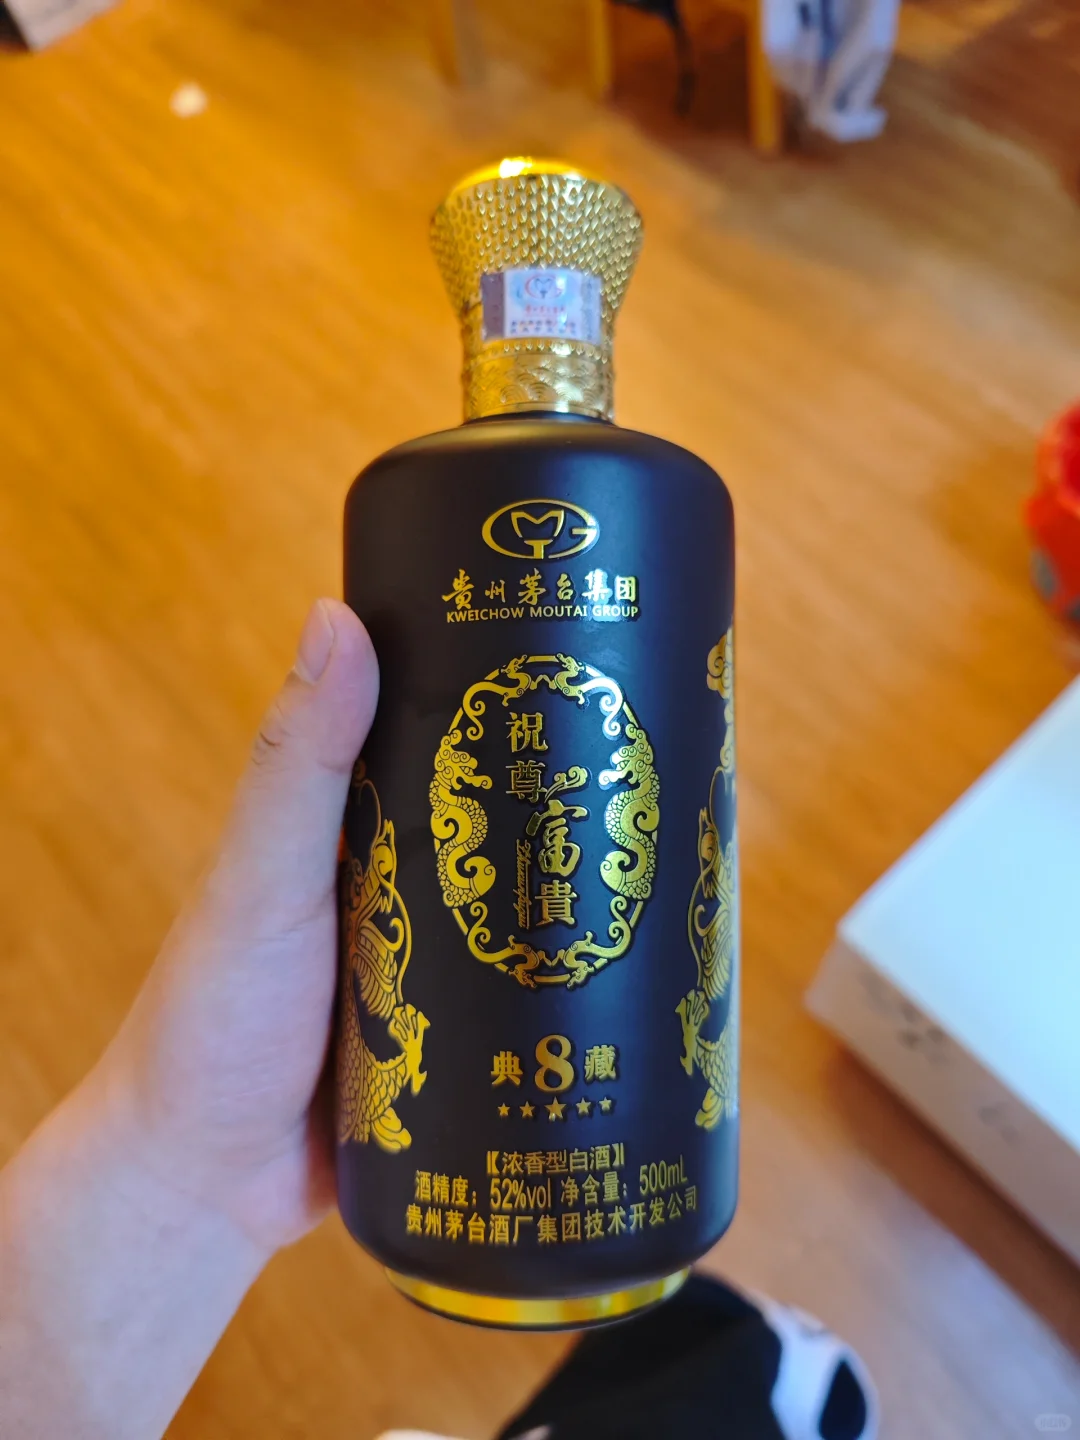 贵州茅台集团
KWEICHOW MOUTAI GROUP
祝尊
富贵
典8藏
【浓香型白酒】
酒精度：52%vol 净含量：500mL
贵州茅台酒厂集团技术开发公司